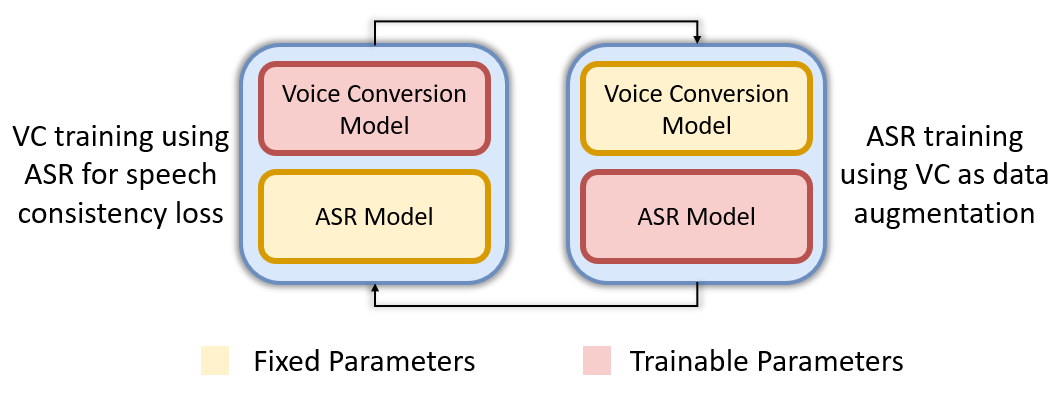 VC training using
ASR for speech
consistency loss
Voice Conversion
Model
ASR Model
Voice Conversion
Model
ASR Model
ASR training
using VC as data
augmentation
Fixed Parameters
Trainable Parameters